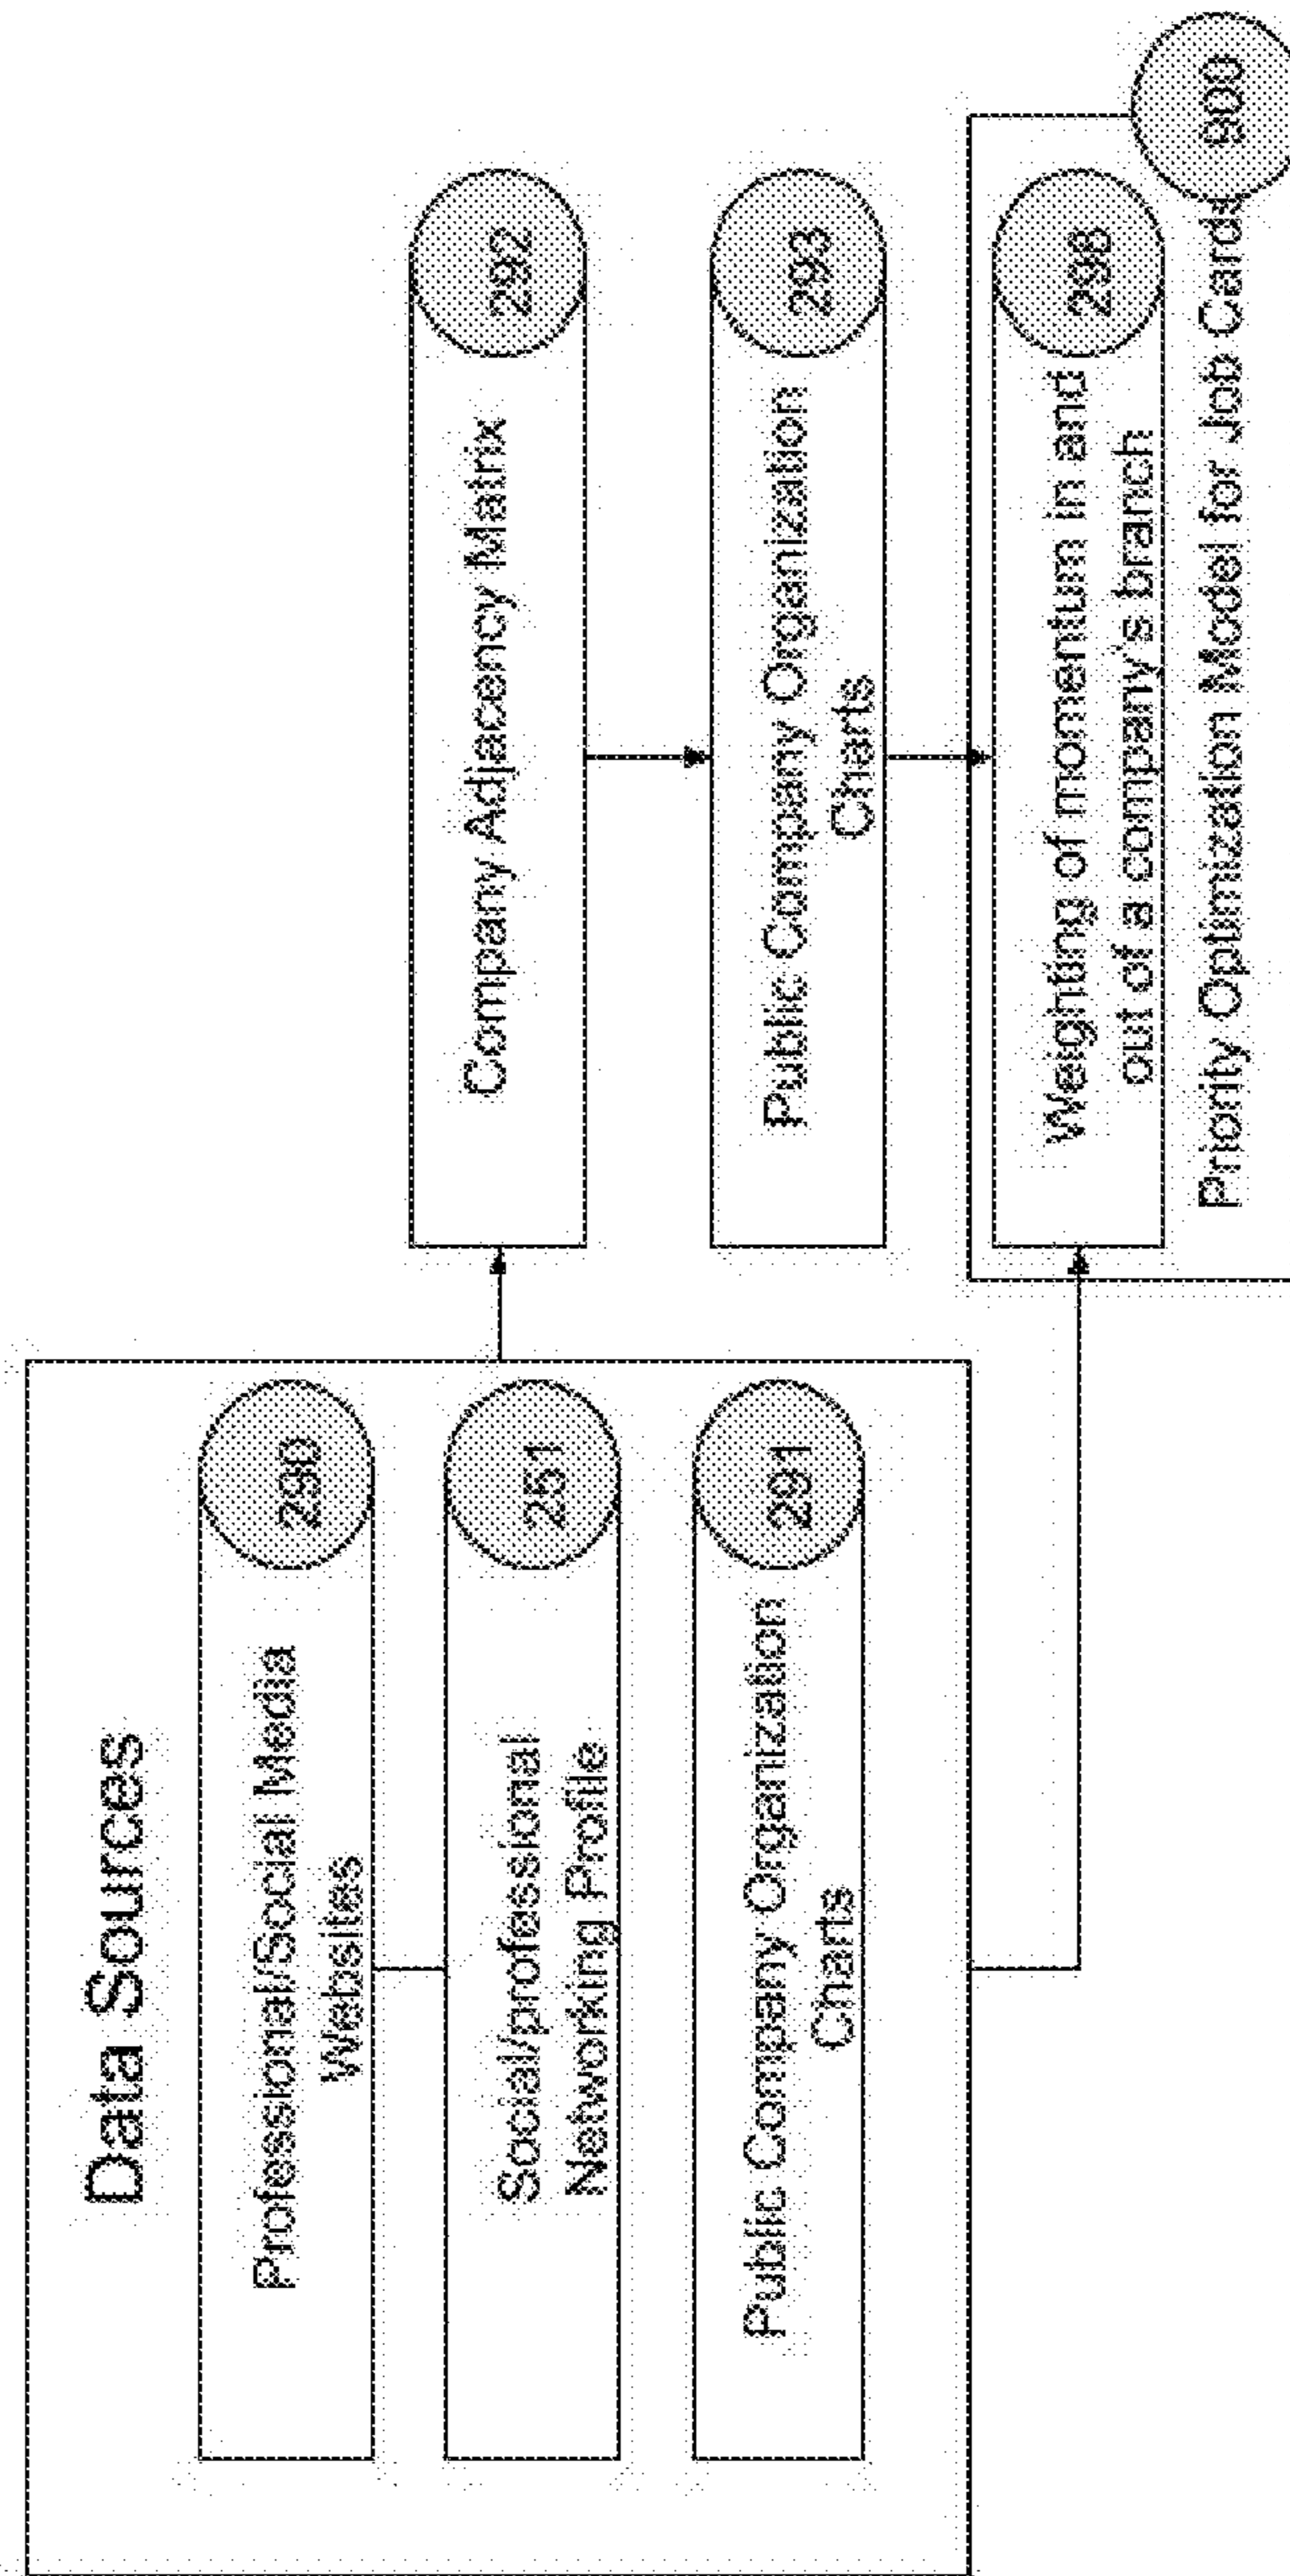 Data Sources
Professional/Social Media
Websites
290
Social/professional
Networking Profile
251
Public Company Organization
Charts
291
Company Adjacency Matrix
292
Public Company Organization
Charts
293
Weighting of momentum in and
out of a company's branch
298
Priority Optimization Model for Job Cards
900